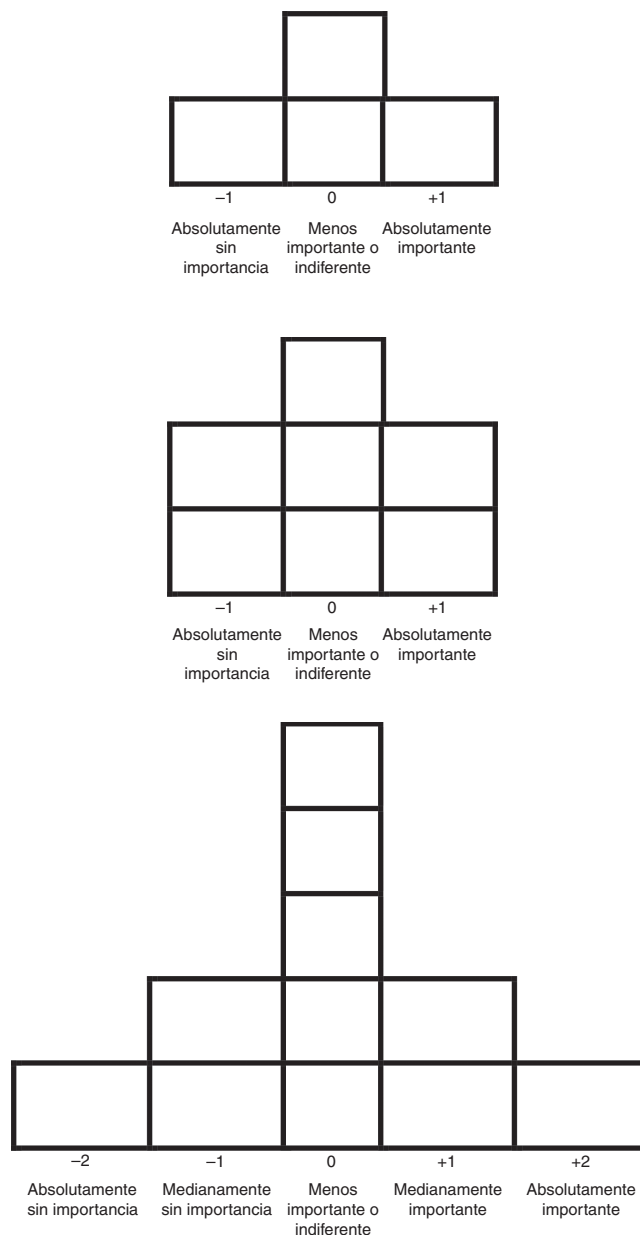 –1 0 +1
Absolutamente Menos Absolutamente
sin importante o importante
importancia indiferente
–1 0 +1
Absolutamente Menos Absolutamente
sin importante o importante
importancia indiferente
–2 –1 0 +1 +2
Absolutamente Medianamente Menos Medianamente Absolutamente
sin importancia sin importancia importante o importante importante
indiferente